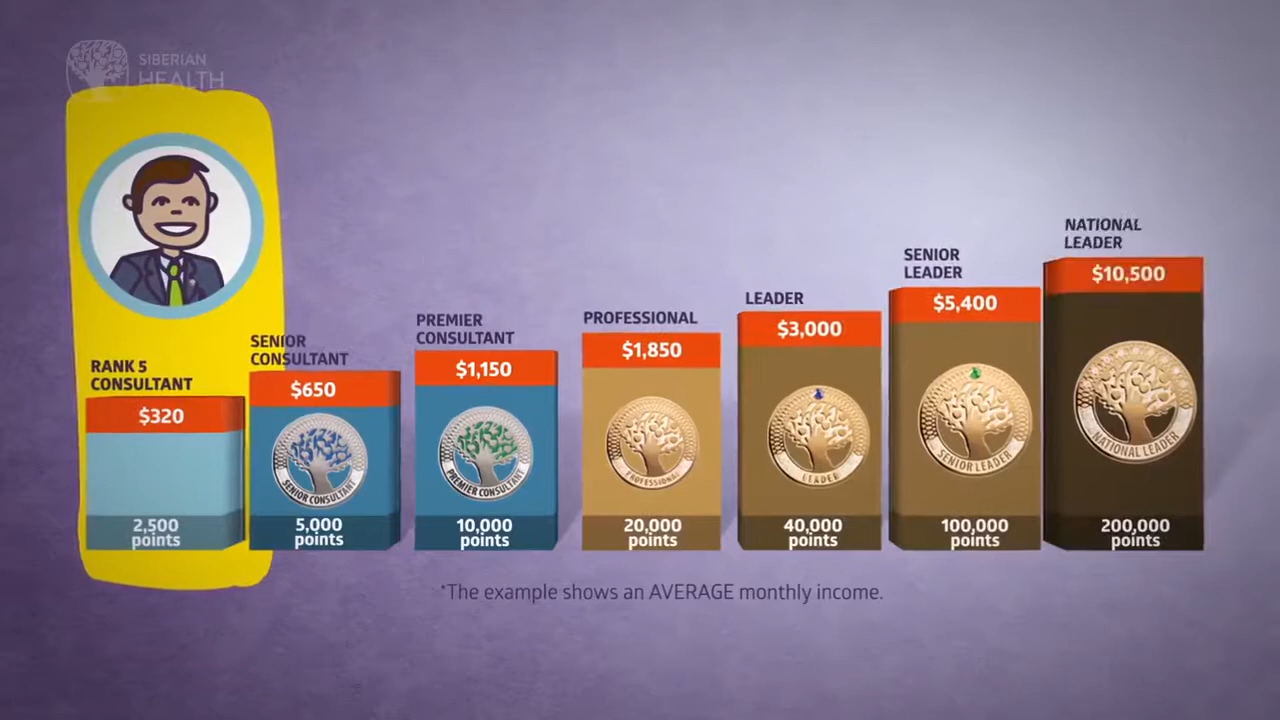 SIBERIAN
HEALTH
RANK 5
CONSULTANT
$320
2,500
points
SENIOR
CONSULTANT
$650
SENIOR CONSULTANT
5,000
points
PREMIER
CONSULTANT
$1,150
PREMIER CONSULTANT
10,000
points
PROFESSIONAL
$1,850
PROFESSIONAL
20,000
points
LEADER
$3,000
LEADER
40,000
points
SENIOR
LEADER
$5,400
SENIOR LEADER
100,000
points
NATIONAL
LEADER
$10,500
NATIONAL LEADER
200,000
points
*The example shows an AVERAGE monthly income.